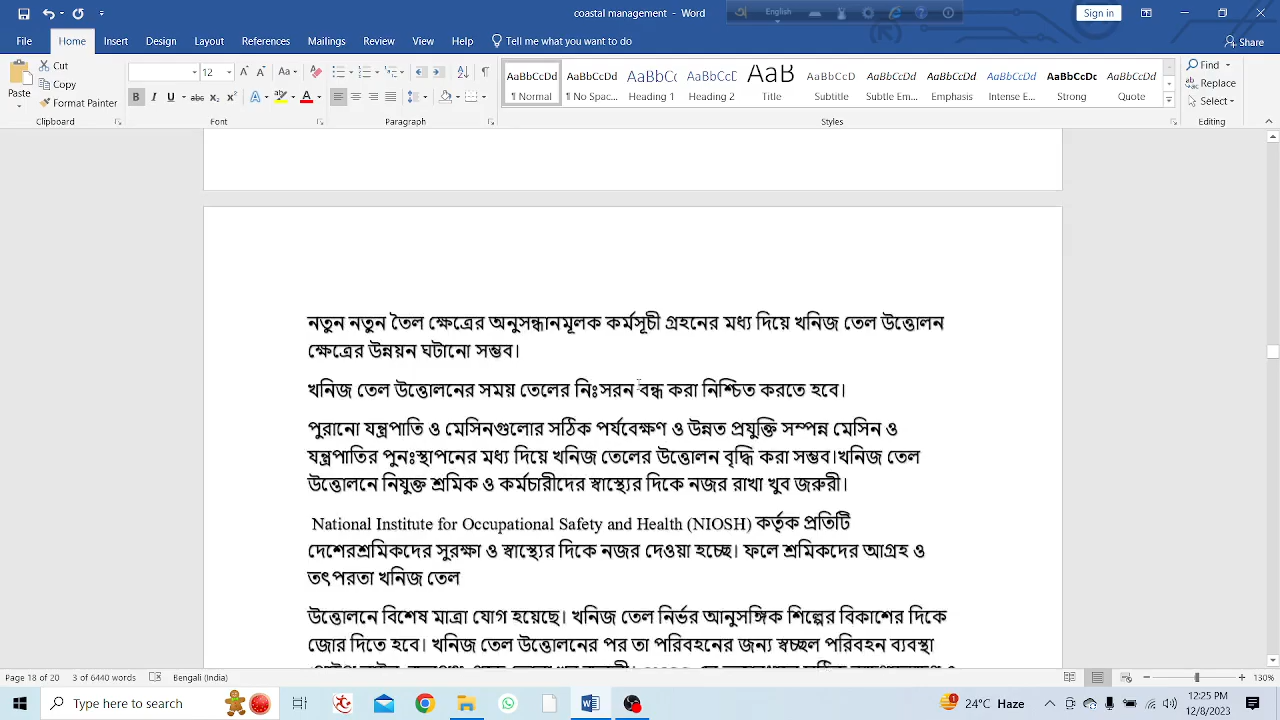 coastal management - Word
English
Sign in
File Home Insert Design Layout References Mailings Review View Help Tell me what you want to do Share
Paste Cut Copy Format Painter
12 A A Aa
B I U abc x₂ x² A A
AaBbCcDd AaBbCcDd AaBbC( AaBbCcC AaB AaBbCcD AaBbCcDd AaBbCcDd AaBbCcDd AaBbCcDc AaBbCcDd
¶ Normal ¶ No Spac... Heading 1 Heading 2 Title Subtitle Subtle Em... Emphasis Intense E... Strong Quote
Find Replace Select
Clipboard Font Paragraph Styles Editing
নতুন নতুন তৈল ক্ষেত্রের অনুসন্ধানমূলক কর্মসূচী গ্রহনের মধ্য দিয়ে খনিজ তেল উত্তোলন
ক্ষেত্রের উন্নয়ন ঘটানো সম্ভব।
খনিজ তেল উত্তোলনের সময় তেলের নিঃসরন বন্ধ করা নিশ্চিত করতে হবে।
পুরানো যন্ত্রপাতি ও মেসিনগুলোর সঠিক পর্যবেক্ষণ ও উন্নত প্রযুক্তি সম্পন্ন মেসিন ও
যন্ত্রপাতির পুনঃস্থাপনের মধ্য দিয়ে খনিজ তেলের উত্তোলন বৃদ্ধি করা সম্ভব।খনিজ তেল
উত্তোলনে নিযুক্ত শ্রমিক ও কর্মচারীদের স্বাস্থ্যের দিকে নজর রাখা খুব জরুরী।
National Institute for Occupational Safety and Health (NIOSH) কর্তৃক প্রতিটি
দেশেরশ্রমিকদের সুরক্ষা ও স্বাস্থ্যের দিকে নজর দেওয়া হচ্ছে। ফলে শ্রমিকদের আগ্রহ ও
তৎপরতা খনিজ তেল
উত্তোলনে বিশেষ মাত্রা যোগ হয়েছে। খনিজ তেল নির্ভর আনুসঙ্গিক শিল্পের বিকাশের দিকে
জোর দিতে হবে। খনিজ তেল উত্তোলনের পর তা পরিবহনের জন্য স্বচ্ছল পরিবহন ব্যবস্থা
Page 18 of 20 3 of 6440 words Bengali (India) 130%
Type here to search 24°C Haze 12:25 PM
12/8/2023